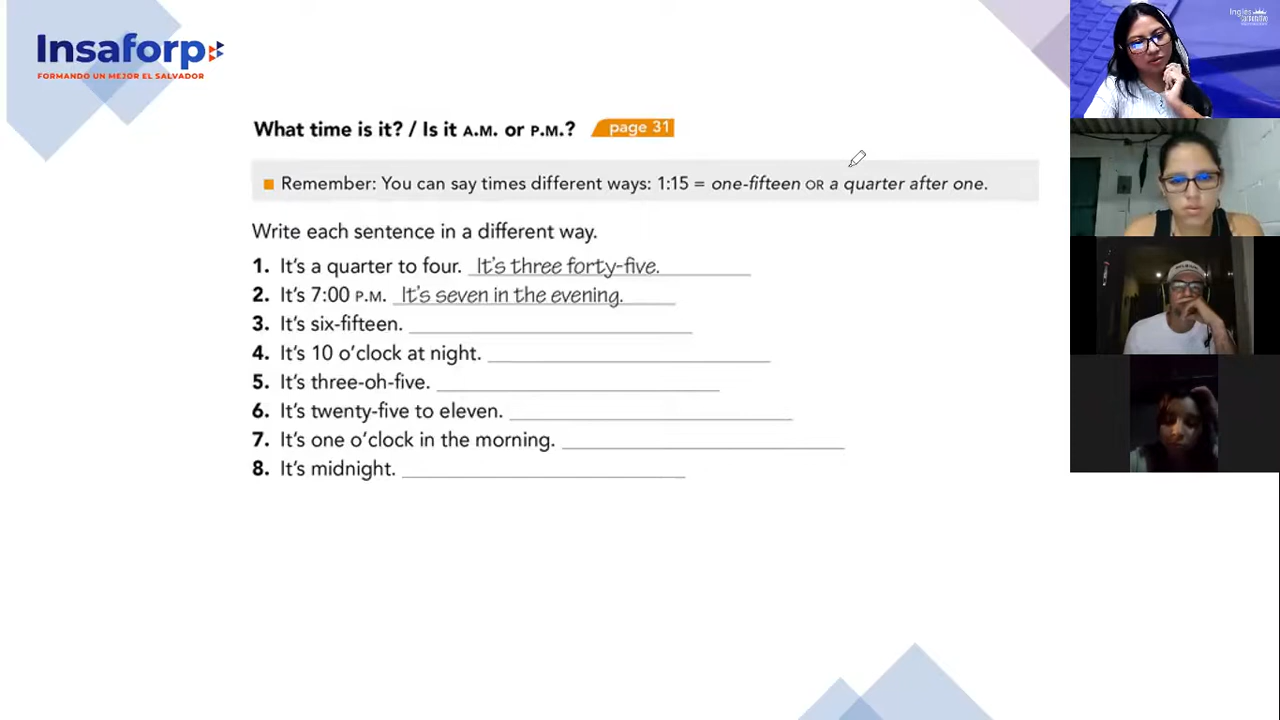 Insaforp
FORMANDO UN MEJOR EL SALVADOR
What time is it? / Is it A.M. or P.M.? page 31
Remember: You can say times different ways: 1:15 = one-fifteen OR a quarter after one.
Write each sentence in a different way.
1. It's a quarter to four. It's three forty-five.
2. It's 7:00 P.M. It's seven in the evening.
3. It's six-fifteen.
4. It's 10 o'clock at night.
5. It's three-oh-five.
6. It's twenty-five to eleven.
7. It's one o'clock in the morning.
8. It's midnight.
Inglés